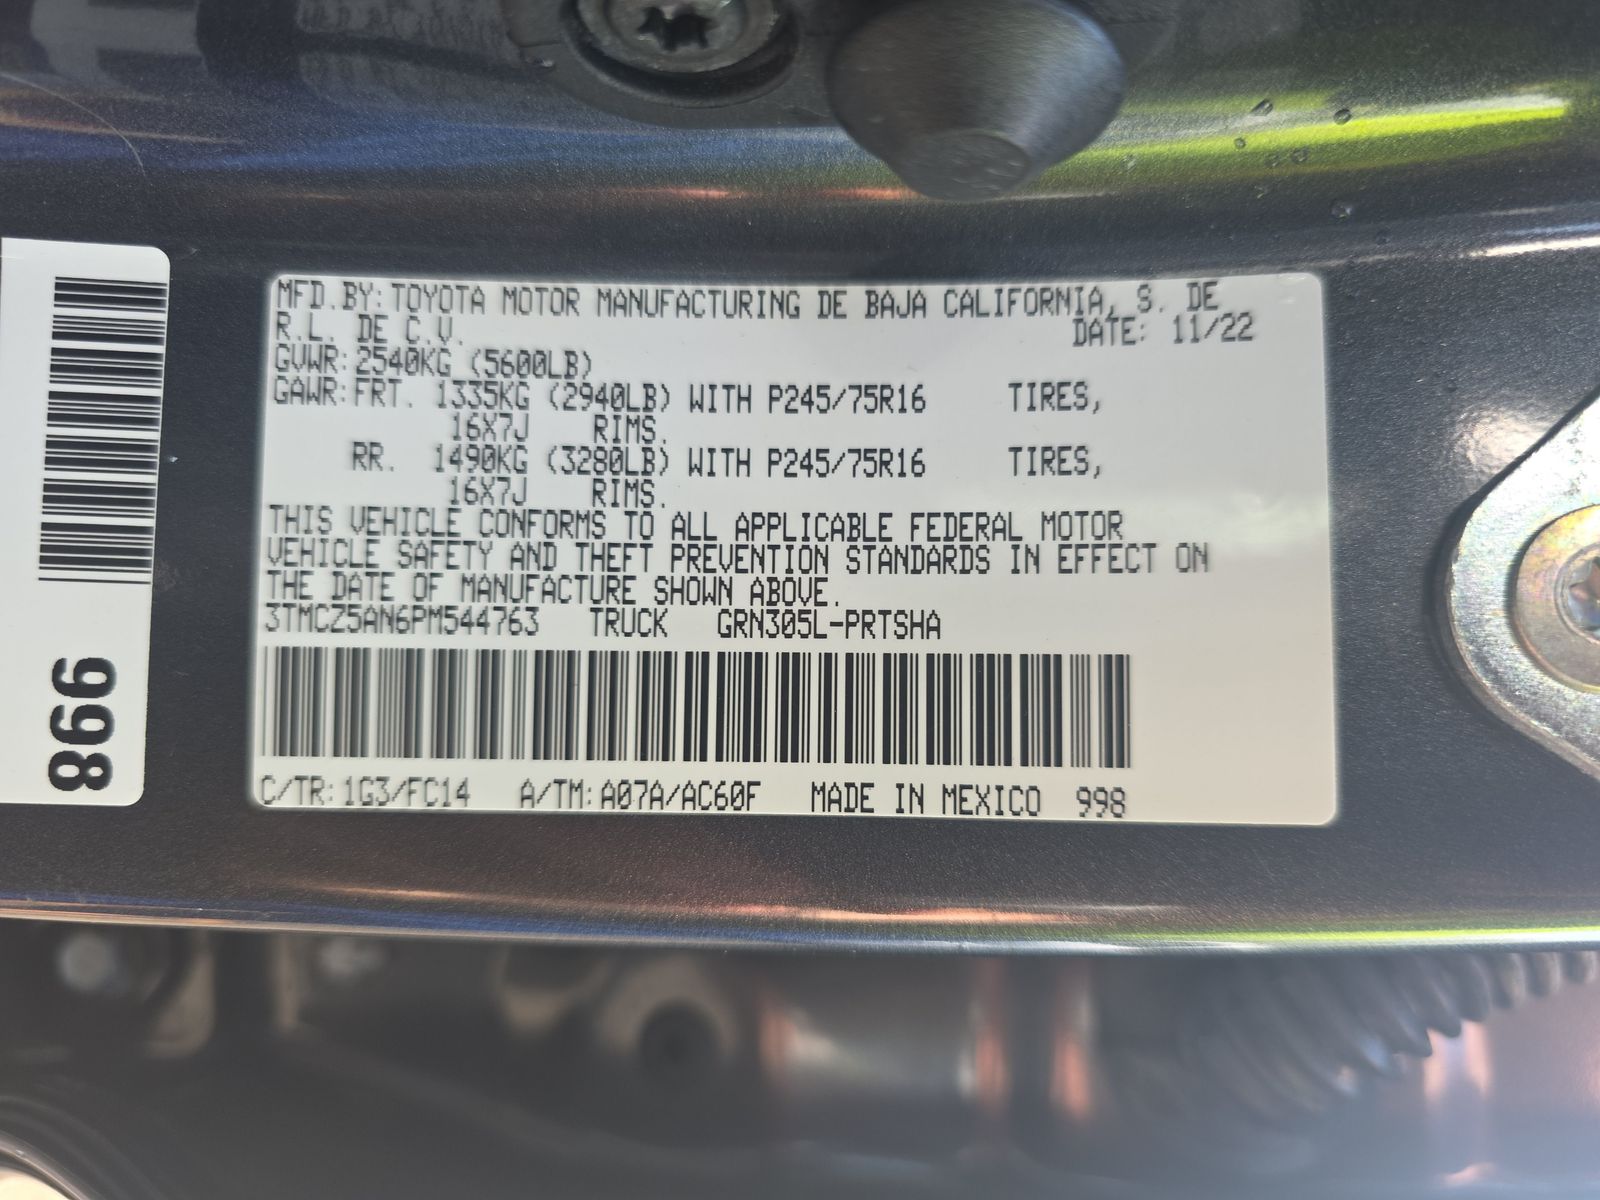 MFD.BY: TOYOTA MOTOR MANUFACTURING DE BAJA CALIFORNIA, S. DE
R.L. DE C.V. DATE: 11/22
GVWR: 2540KG (5600LB)
GAWR: FRT. 1335KG (2940LB) WITH P245/75R16 TIRES,
16X7J RIMS.
RR. 1490KG (3280LB) WITH P245/75R16 TIRES,
16X7J RIMS.
THIS VEHICLE CONFORMS TO ALL APPLICABLE FEDERAL MOTOR
VEHICLE SAFETY AND THEFT PREVENTION STANDARDS IN EFFECT ON
THE DATE OF MANUFACTURE SHOWN ABOVE.
3TMCZ5AN6PM544763 TRUCK GRN305L-PRTSHA
C/TR: 1G3/FC14 A/TM: A07A/AC60F MADE IN MEXICO 998
998